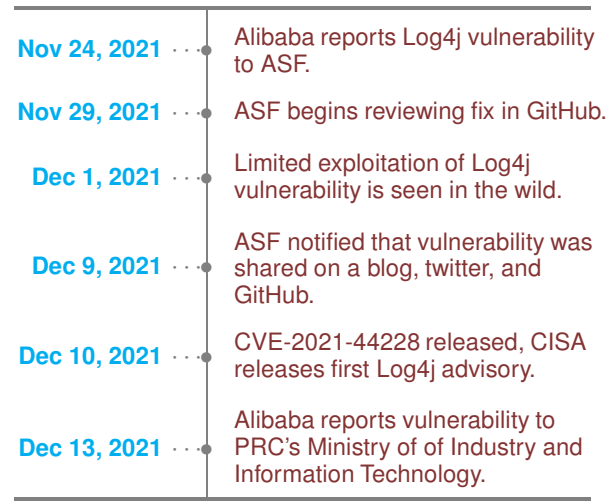 Nov 24, 2021
Alibaba reports Log4j vulnerability
to ASF.
Nov 29, 2021
ASF begins reviewing fix in GitHub.
Dec 1, 2021
Limited exploitation of Log4j
vulnerability is seen in the wild.
Dec 9, 2021
ASF notified that vulnerability was
shared on a blog, twitter, and
GitHub.
Dec 10, 2021
CVE-2021-44228 released, CISA
releases first Log4j advisory.
Dec 13, 2021
Alibaba reports vulnerability to
PRC's Ministry of of Industry and
Information Technology.